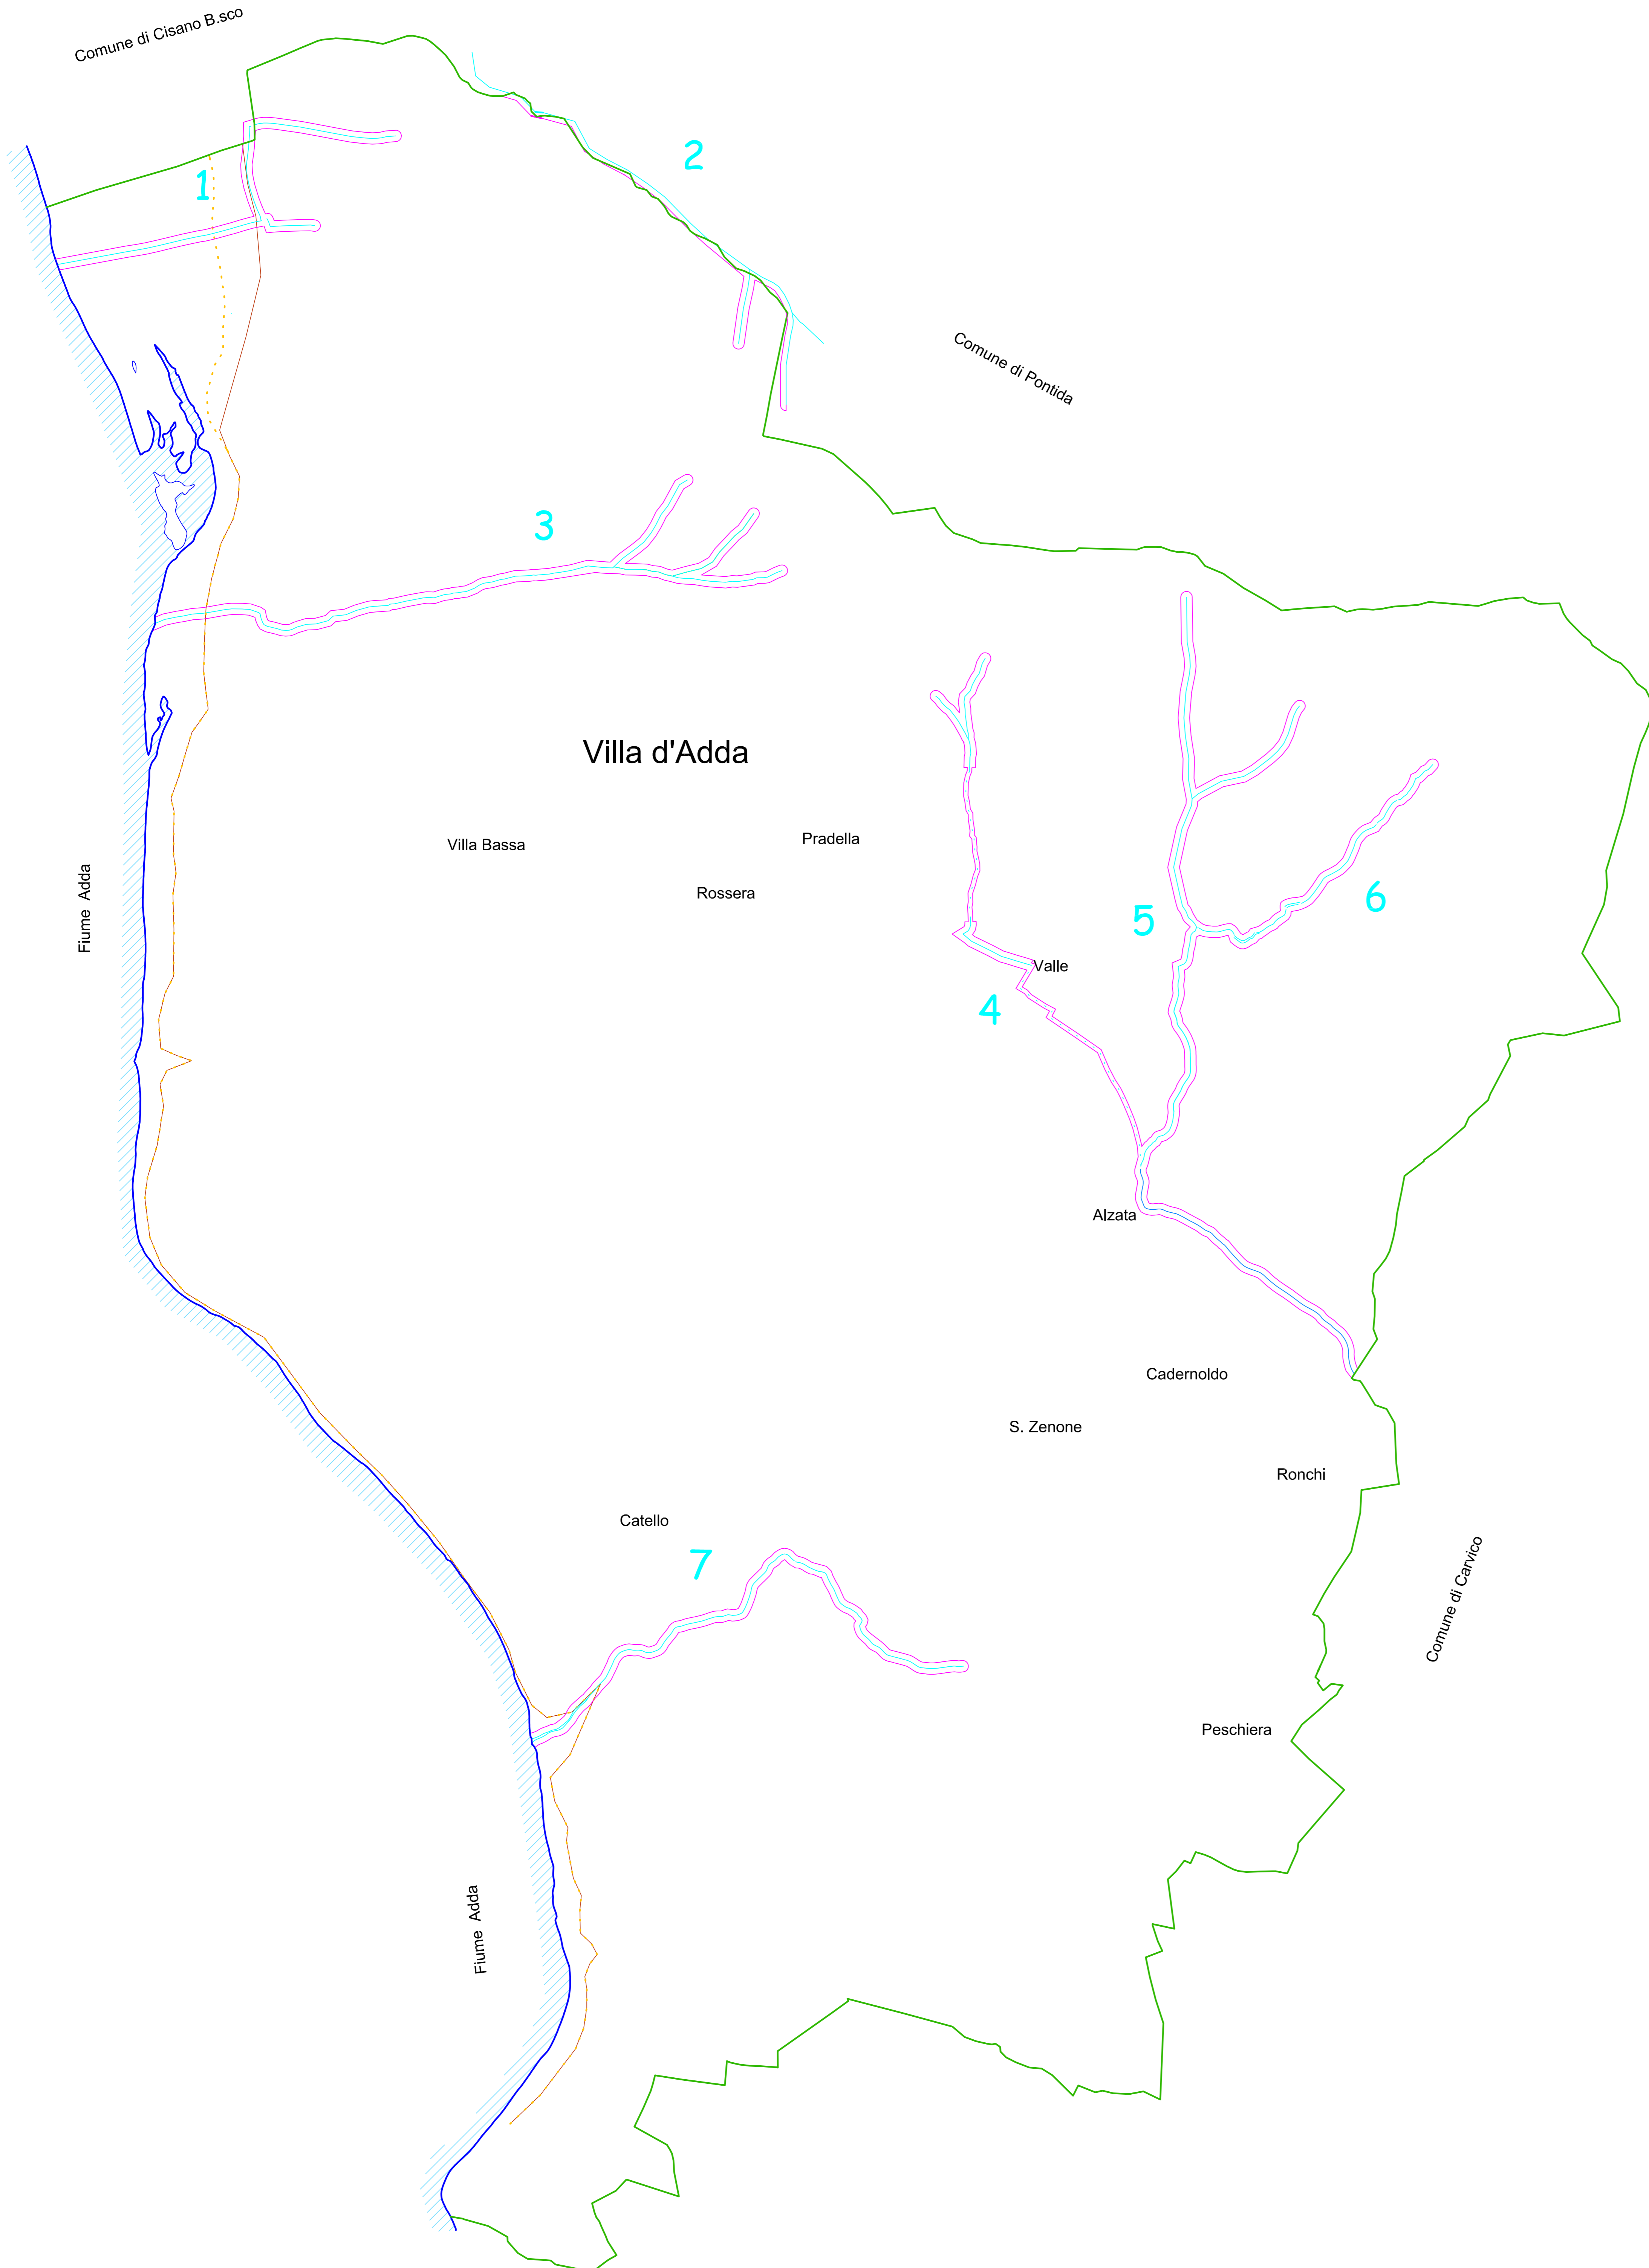 Comune di Cisano B.sco
2
1
Comune di Pontida
3
Villa d'Adda
Villa Bassa
Pradella
Rossera
6
5
Fiume Adda
Valle
4
Alzata
Cadernoldo
S. Zenone
Ronchi
Catello
7
Comune di Carvico
Peschiera
Fiume Adda